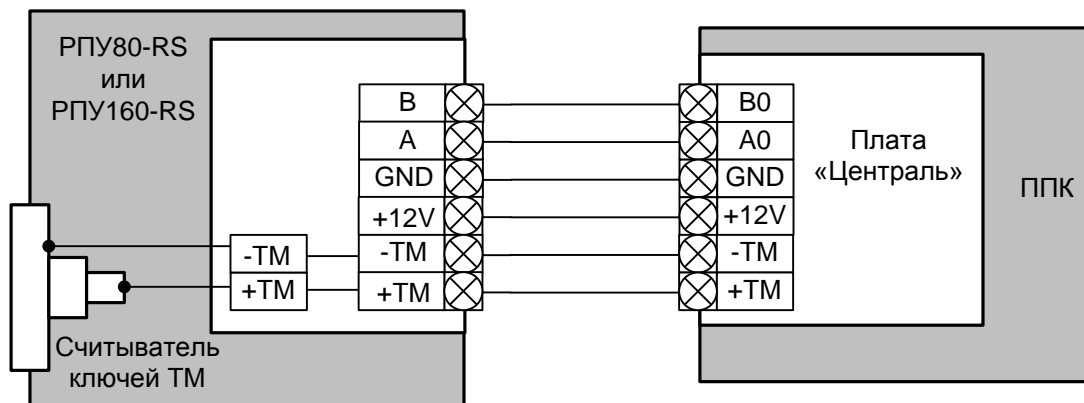 РПУ80-RS
или
РПУ160-RS
B
A
GND
+12V
-TM
+TM
-TM
+TM
Считыватель
ключей ТМ
B0
A0
GND
+12V
-TM
+TM
Плата
«Централь»
ППК